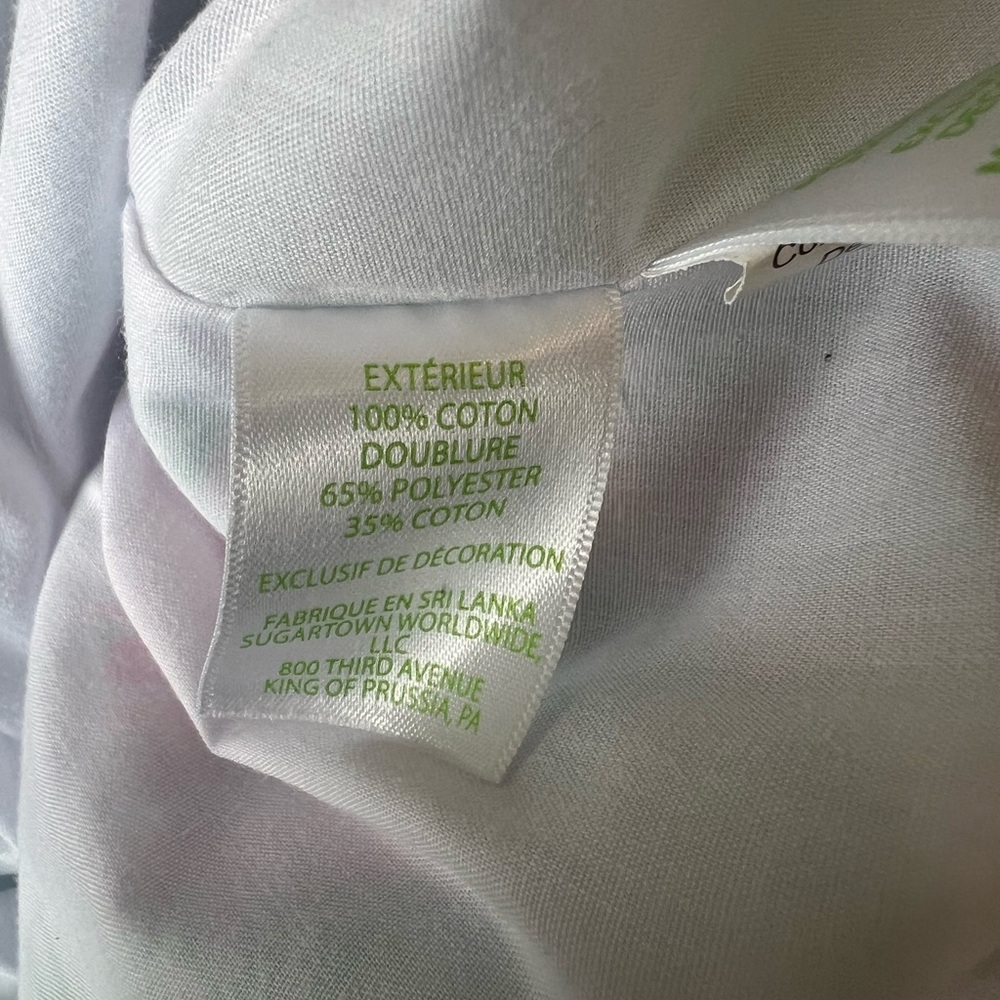 EXTÉRIEUR
100% COTON
DOUBLURE
65% POLYESTER
35% COTON
EXCLUSIF DE DÉCORATION
FABRIQUE EN SRI LANKA
SUGARTOWN WORLDWIDE,
LLC
800 THIRD AVENUE
KING OF PRUSSIA, PA